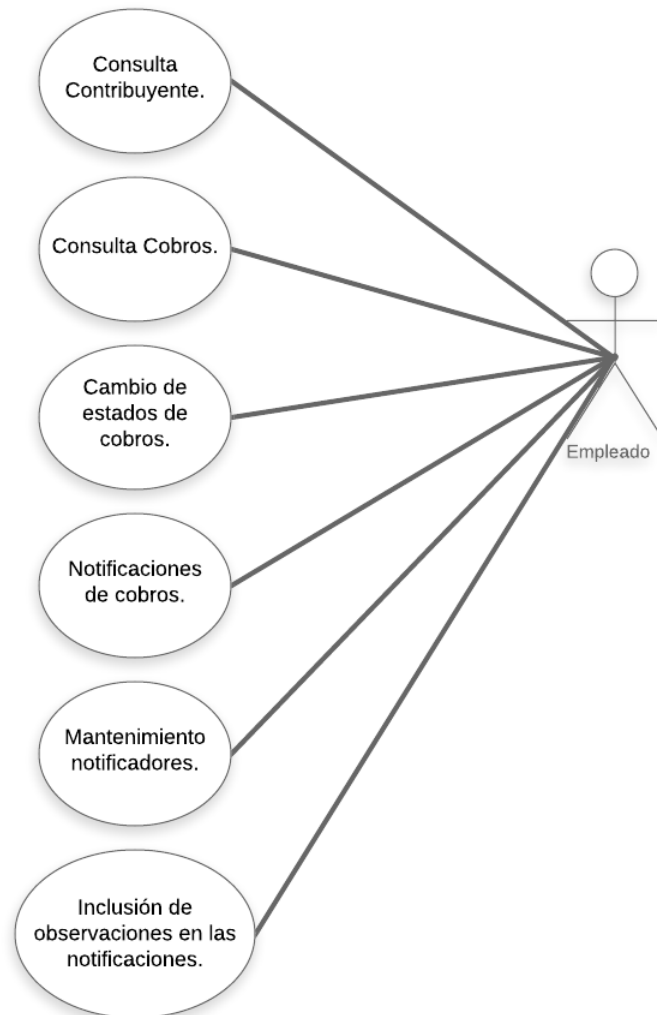 Consulta
Contribuyente.
Consulta Cobros.
Cambio de
estados de
cobros.
Empleado
Notificaciones
de cobros.
Mantenimiento
notificadores.
Inclusión de
observaciones en las
notificaciones.